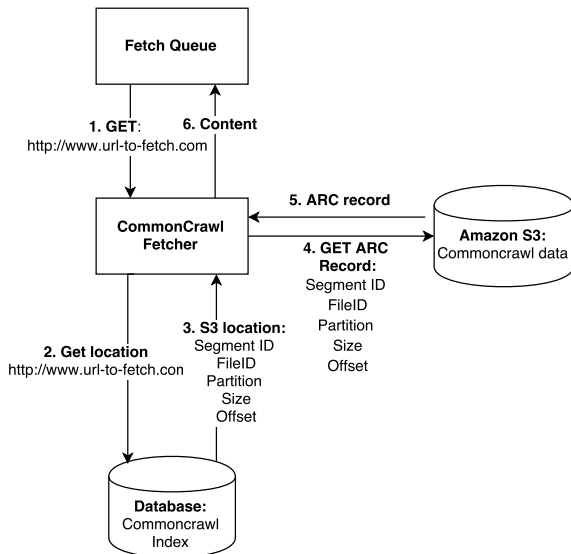 Fetch Queue
1. GET:
http://www.url-to-fetch.com
6. Content
CommonCrawl
Fetcher
5. ARC record
4. GET ARC
Record:
Segment ID
FileID
Partition
Size
Offset
Amazon S3:
Commoncrawl data
2. Get location
http://www.url-to-fetch.con
3. S3 location:
Segment ID
FileID
Partition
Size
Offset
Database:
Commoncrawl
Index